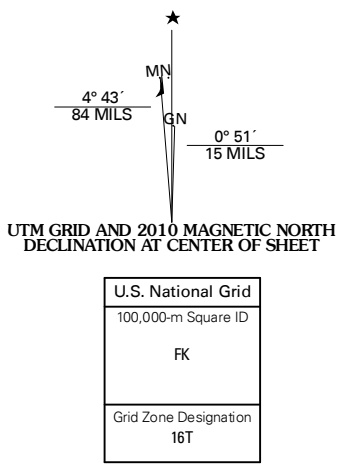 ★
MN
4° 43´
84 MILS
GN
0° 51´
15 MILS
UTM GRID AND 2010 MAGNETIC NORTH
DECLINATION AT CENTER OF SHEET
U.S. National Grid
100,000-m Square ID
FK
Grid Zone Designation
16T